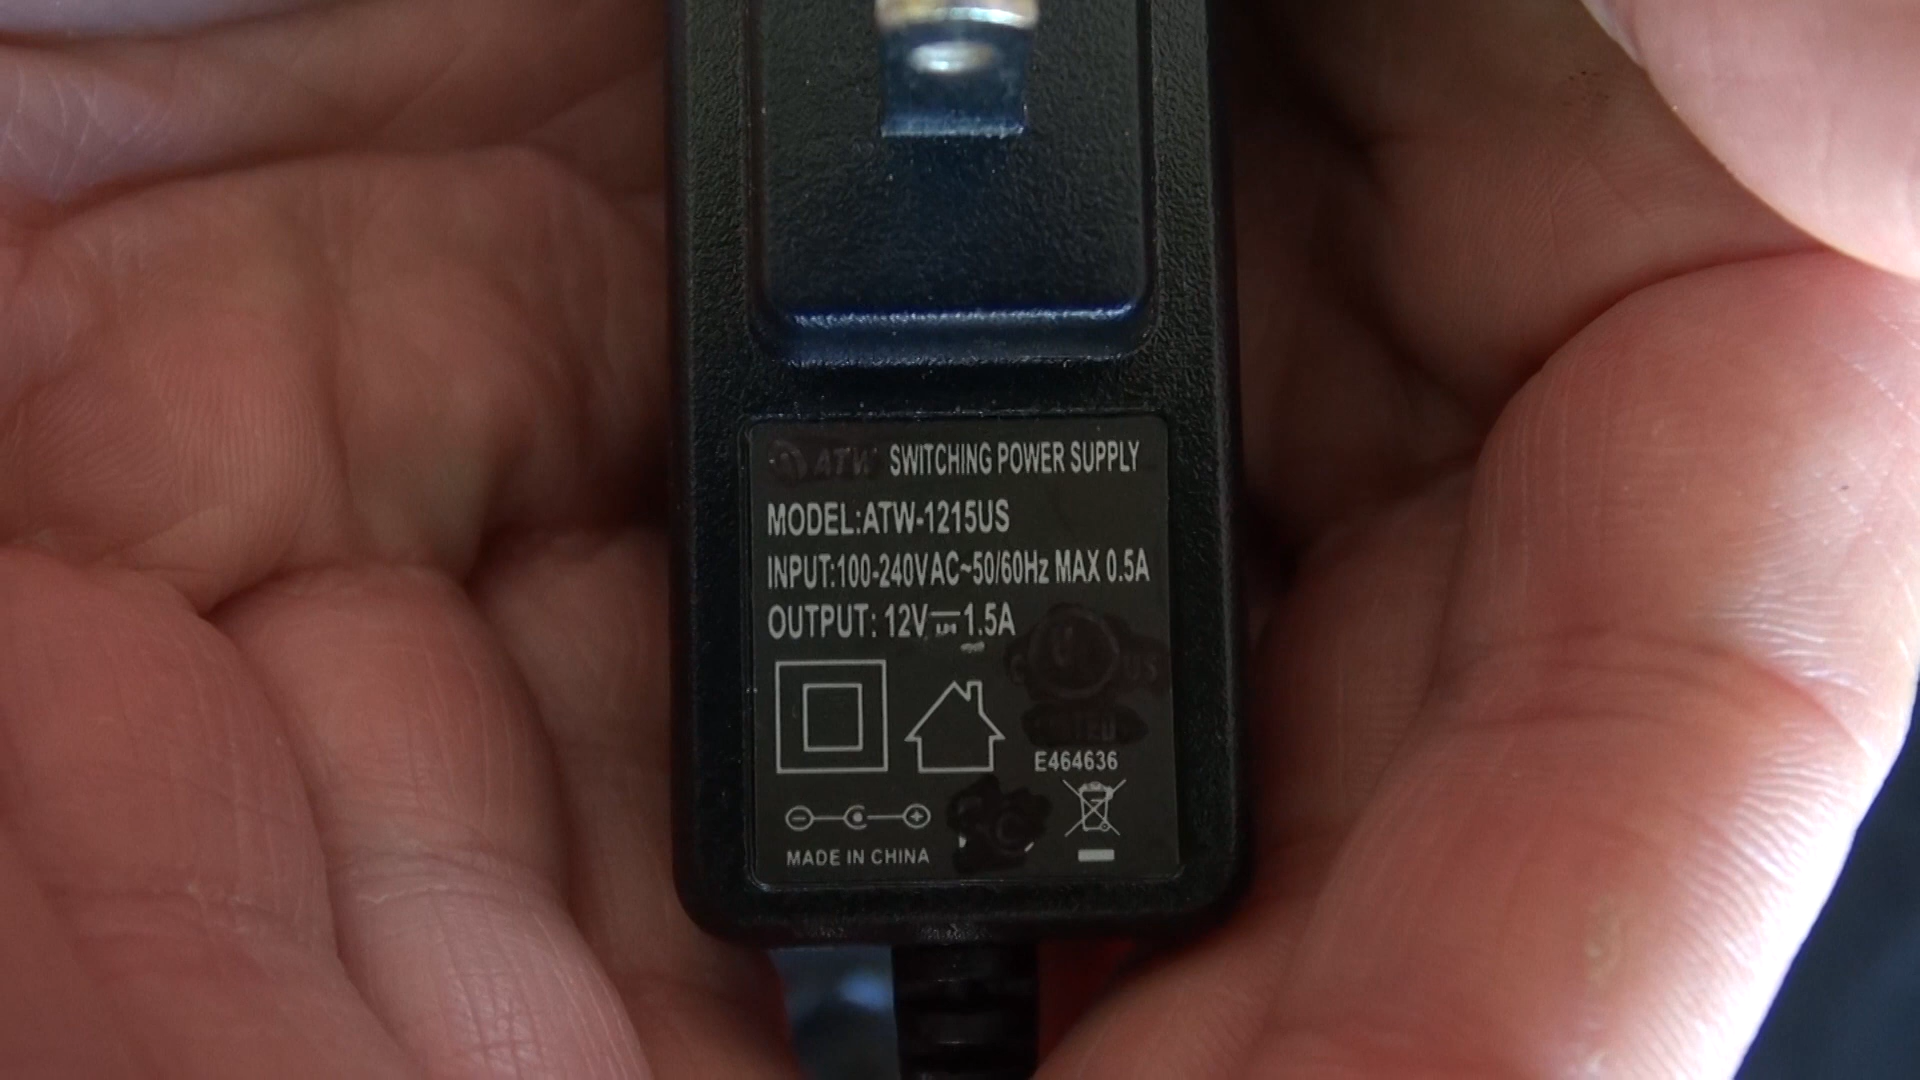 ATW SWITCHING POWER SUPPLY
MODEL:ATW-1215US
INPUT:100-240VAC~50/60Hz MAX 0.5A
OUTPUT: 12V⎓1.5A
US
E464636
MADE IN CHINA